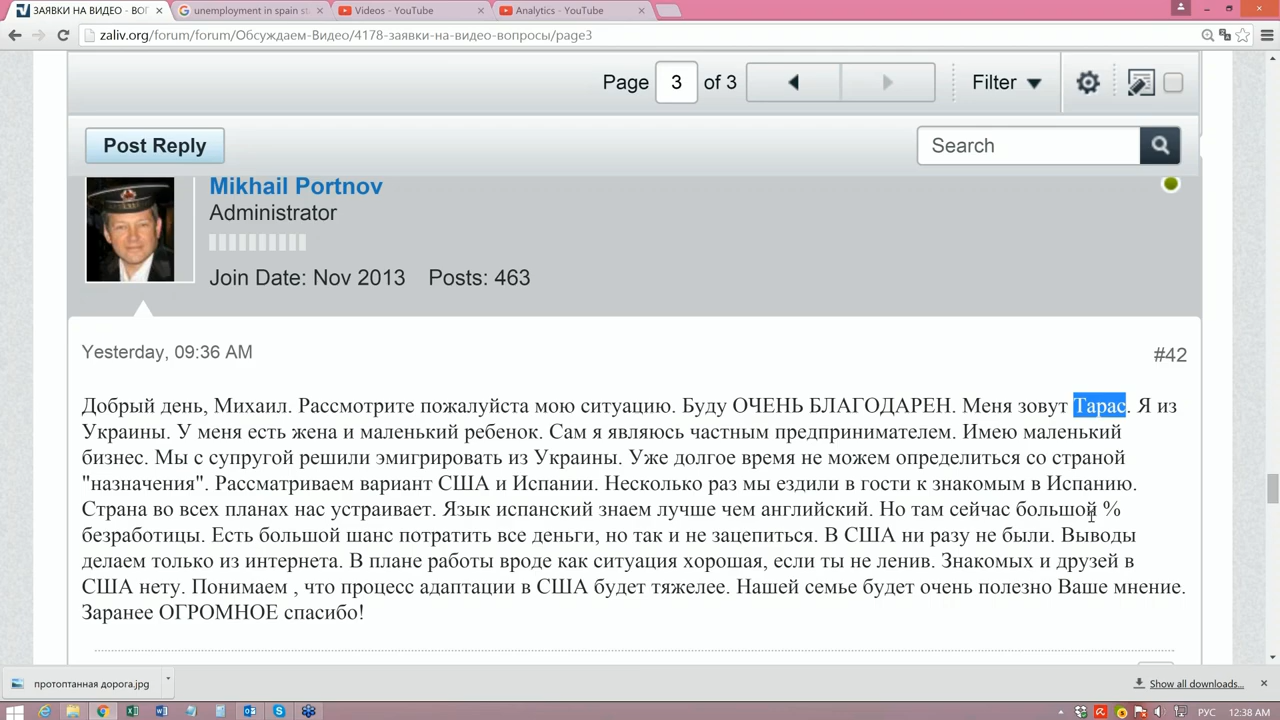 ЗАЯВКИ НА ВИДЕО - ВОП
unemployment in spain st
Videos - YouTube
Analytics - YouTube
zaliv.org/forum/forum/Обсуждаем-Видео/4178-заявки-на-видео-вопросы/page3
Page 3 of 3
Filter
Post Reply
Search
Mikhail Portnov
Administrator
Join Date: Nov 2013 Posts: 463
Yesterday, 09:36 AM
#42
Добрый день, Михаил. Рассмотрите пожалуйста мою ситуацию. Буду ОЧЕНЬ БЛАГОДАРЕН. Меня зовут Тарас. Я из
Украины. У меня есть жена и маленький ребенок. Сам я являюсь частным предпринимателем. Имею маленький
бизнес. Мы с супругой решили эмигрировать из Украины. Уже долгое время не можем определиться со страной
"назначения". Рассматриваем вариант США и Испании. Несколько раз мы ездили в гости к знакомым в Испанию.
Страна во всех планах нас устраивает. Язык испанский знаем лучше чем английский. Но там сейчас большой %
безработицы. Есть большой шанс потратить все деньги, но так и не зацепиться. В США ни разу не были. Выводы
делаем только из интернета. В плане работы вроде как ситуация хорошая, если ты не ленив. Знакомых и друзей в
США нету. Понимаем , что процесс адаптации в США будет тяжелее. Нашей семье будет очень полезно Ваше мнение.
Заранее ОГРОМНОЕ спасибо!
протоптанная дорога.jpg
Show all downloads...
РУС
12:38 AM